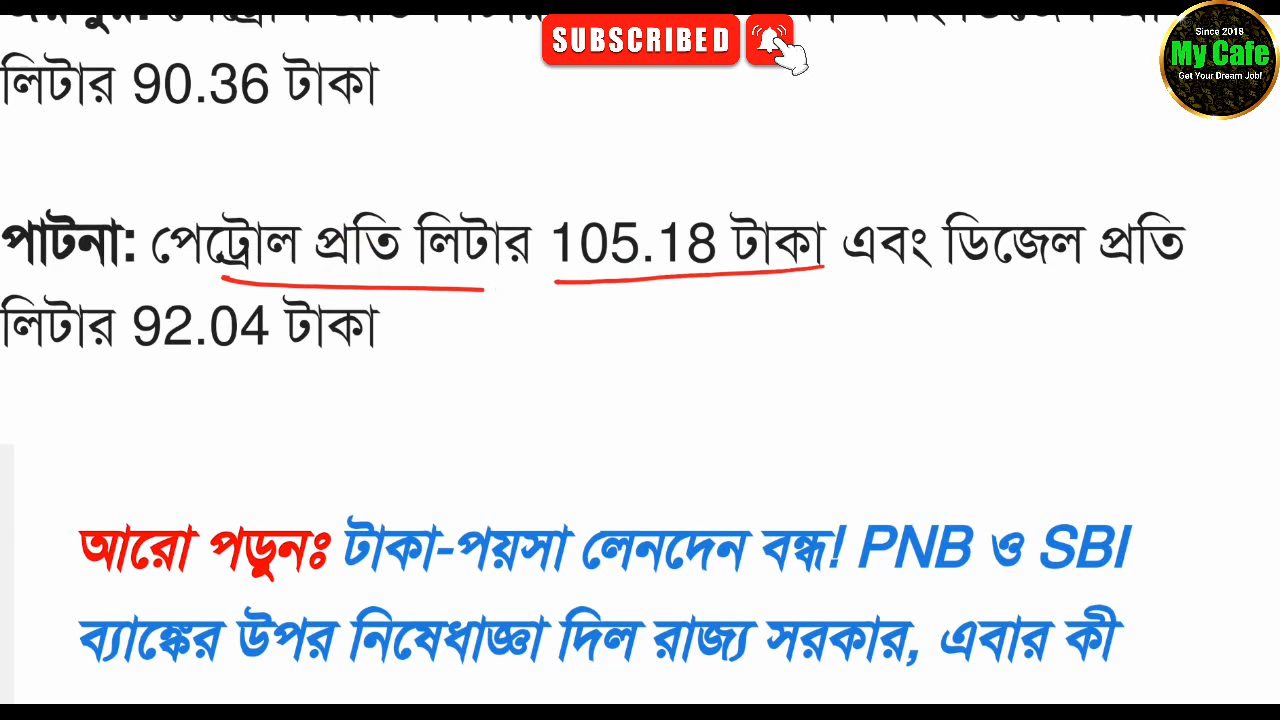 SUBSCRIBED
Since 2018
My Cafe
Get Your Dream Job!
লিটার 90.36 টাকা
পাটনা: পেট্রোল প্রতি লিটার 105.18 টাকা এবং ডিজেল প্রতি
লিটার 92.04 টাকা
আরো পড়ুনঃ টাকা-পয়সা লেনদেন বন্ধ! PNB ও SBI
ব্যাঙ্কের উপর নিষেধাজ্ঞা দিল রাজ্য সরকার, এবার কী